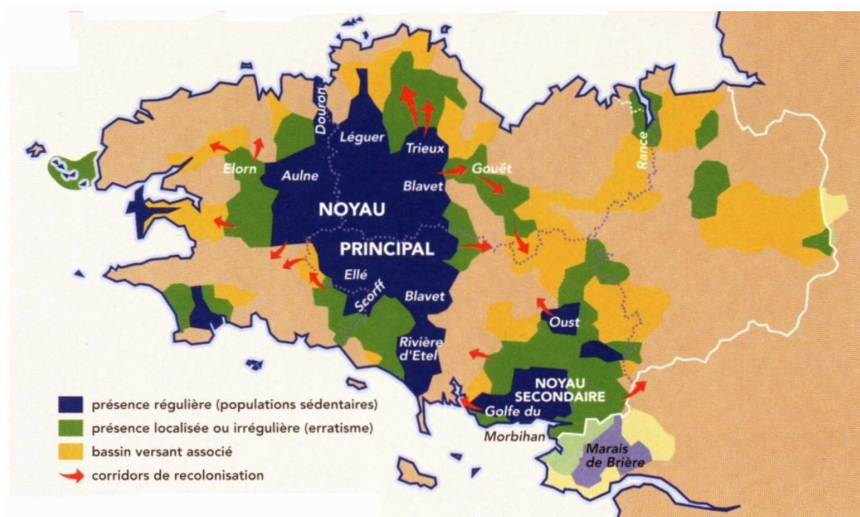 Douron
Léguer
Trieux
Elorn
Aulne
Gouët
Rance
Blavet
NOYAU
PRINCIPAL
Ellé
Scorff
Blavet
Oust
Rivière
d'Etel
NOYAU
SECONDAIRE
Golfe du
Morbihan
Marais
de Brière
présence régulière (populations sédentaires)
présence localisée ou irrégulière (erratisme)
bassin versant associé
corridors de recolonisation